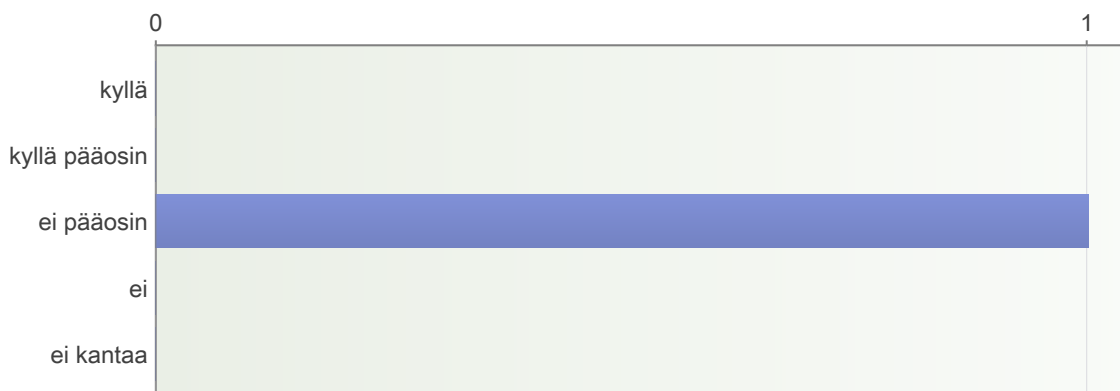 0 1
kyllä
kyllä pääosin
ei pääosin
ei
ei kantaa